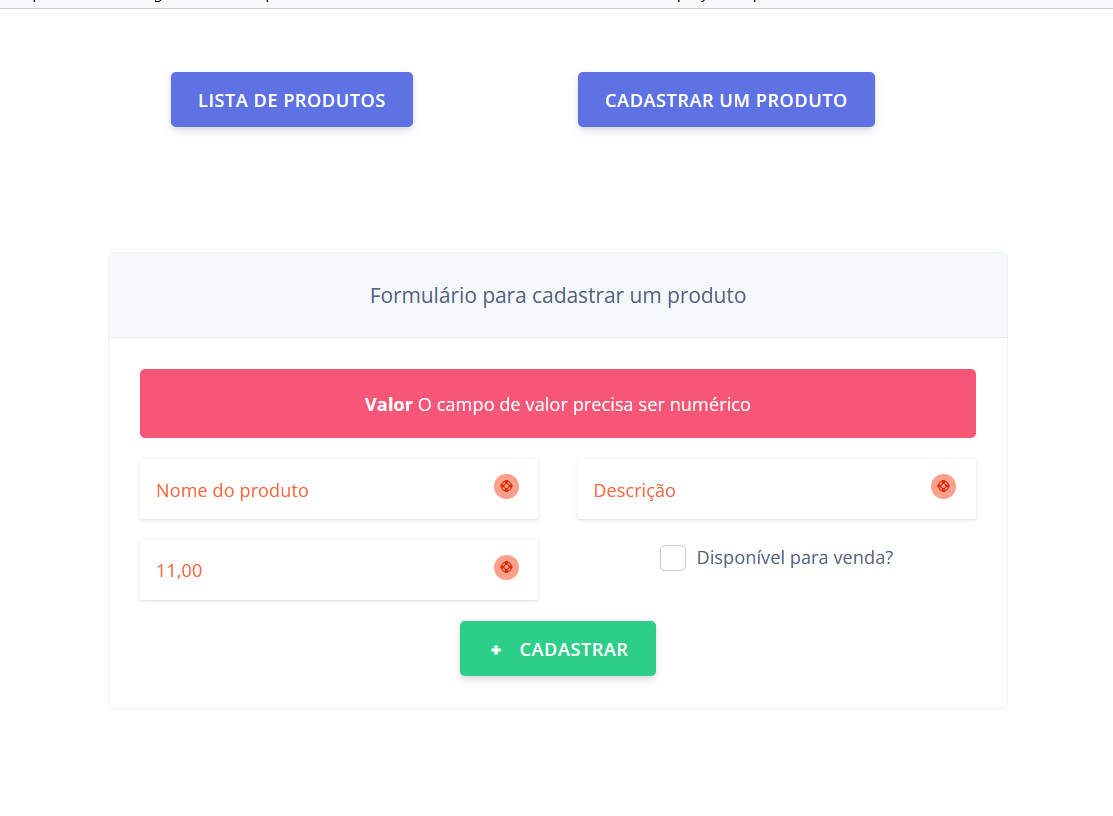 LISTA DE PRODUTOS
CADASTRAR UM PRODUTO
Formulário para cadastrar um produto
Valor O campo de valor precisa ser numérico
Nome do produto
Descrição
11,00
Disponível para venda?
+ CADASTRAR